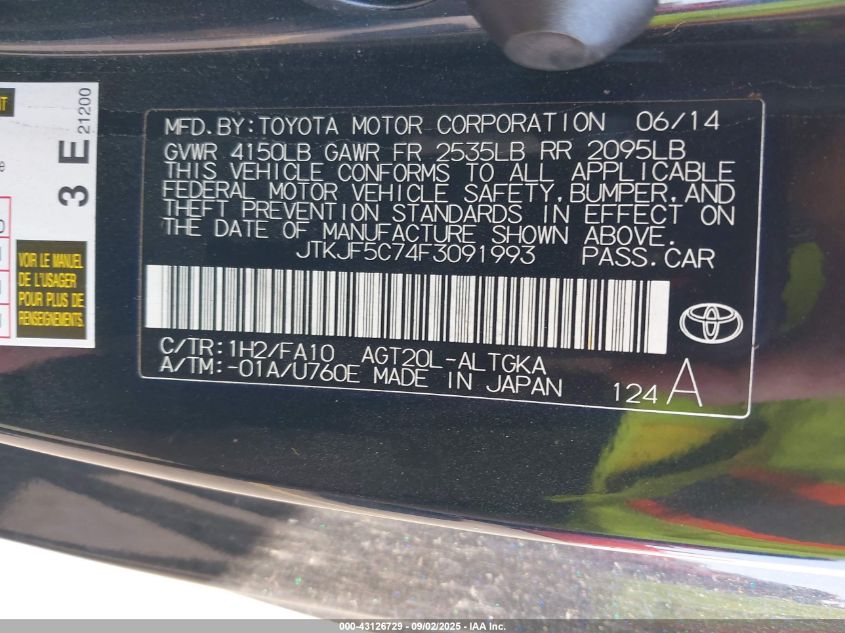 NT
3 E
21200
e
VOIR LE MANUEL
DE L'USAGER
POUR PLUS DE
RENSEIGNEMENTS.
MFD. BY: TOYOTA MOTOR CORPORATION 06/14
GVWR 4150LB GAWR FR 2535LB RR 2095LB
THIS VEHICLE CONFORMS TO ALL APPLICABLE
FEDERAL MOTOR VEHICLE SAFETY, BUMPER, AND
THEFT PREVENTION STANDARDS IN EFFECT ON
THE DATE OF MANUFACTURE SHOWN ABOVE.
JTKJF5C74F3091993 PASS.CAR
C/TR: 1H2/FA10 AGT20L-ALTGKA
A/TM: -01A/U760E MADE IN JAPAN
124 A
000-43126729 - 09/02/2025 - IAA Inc.